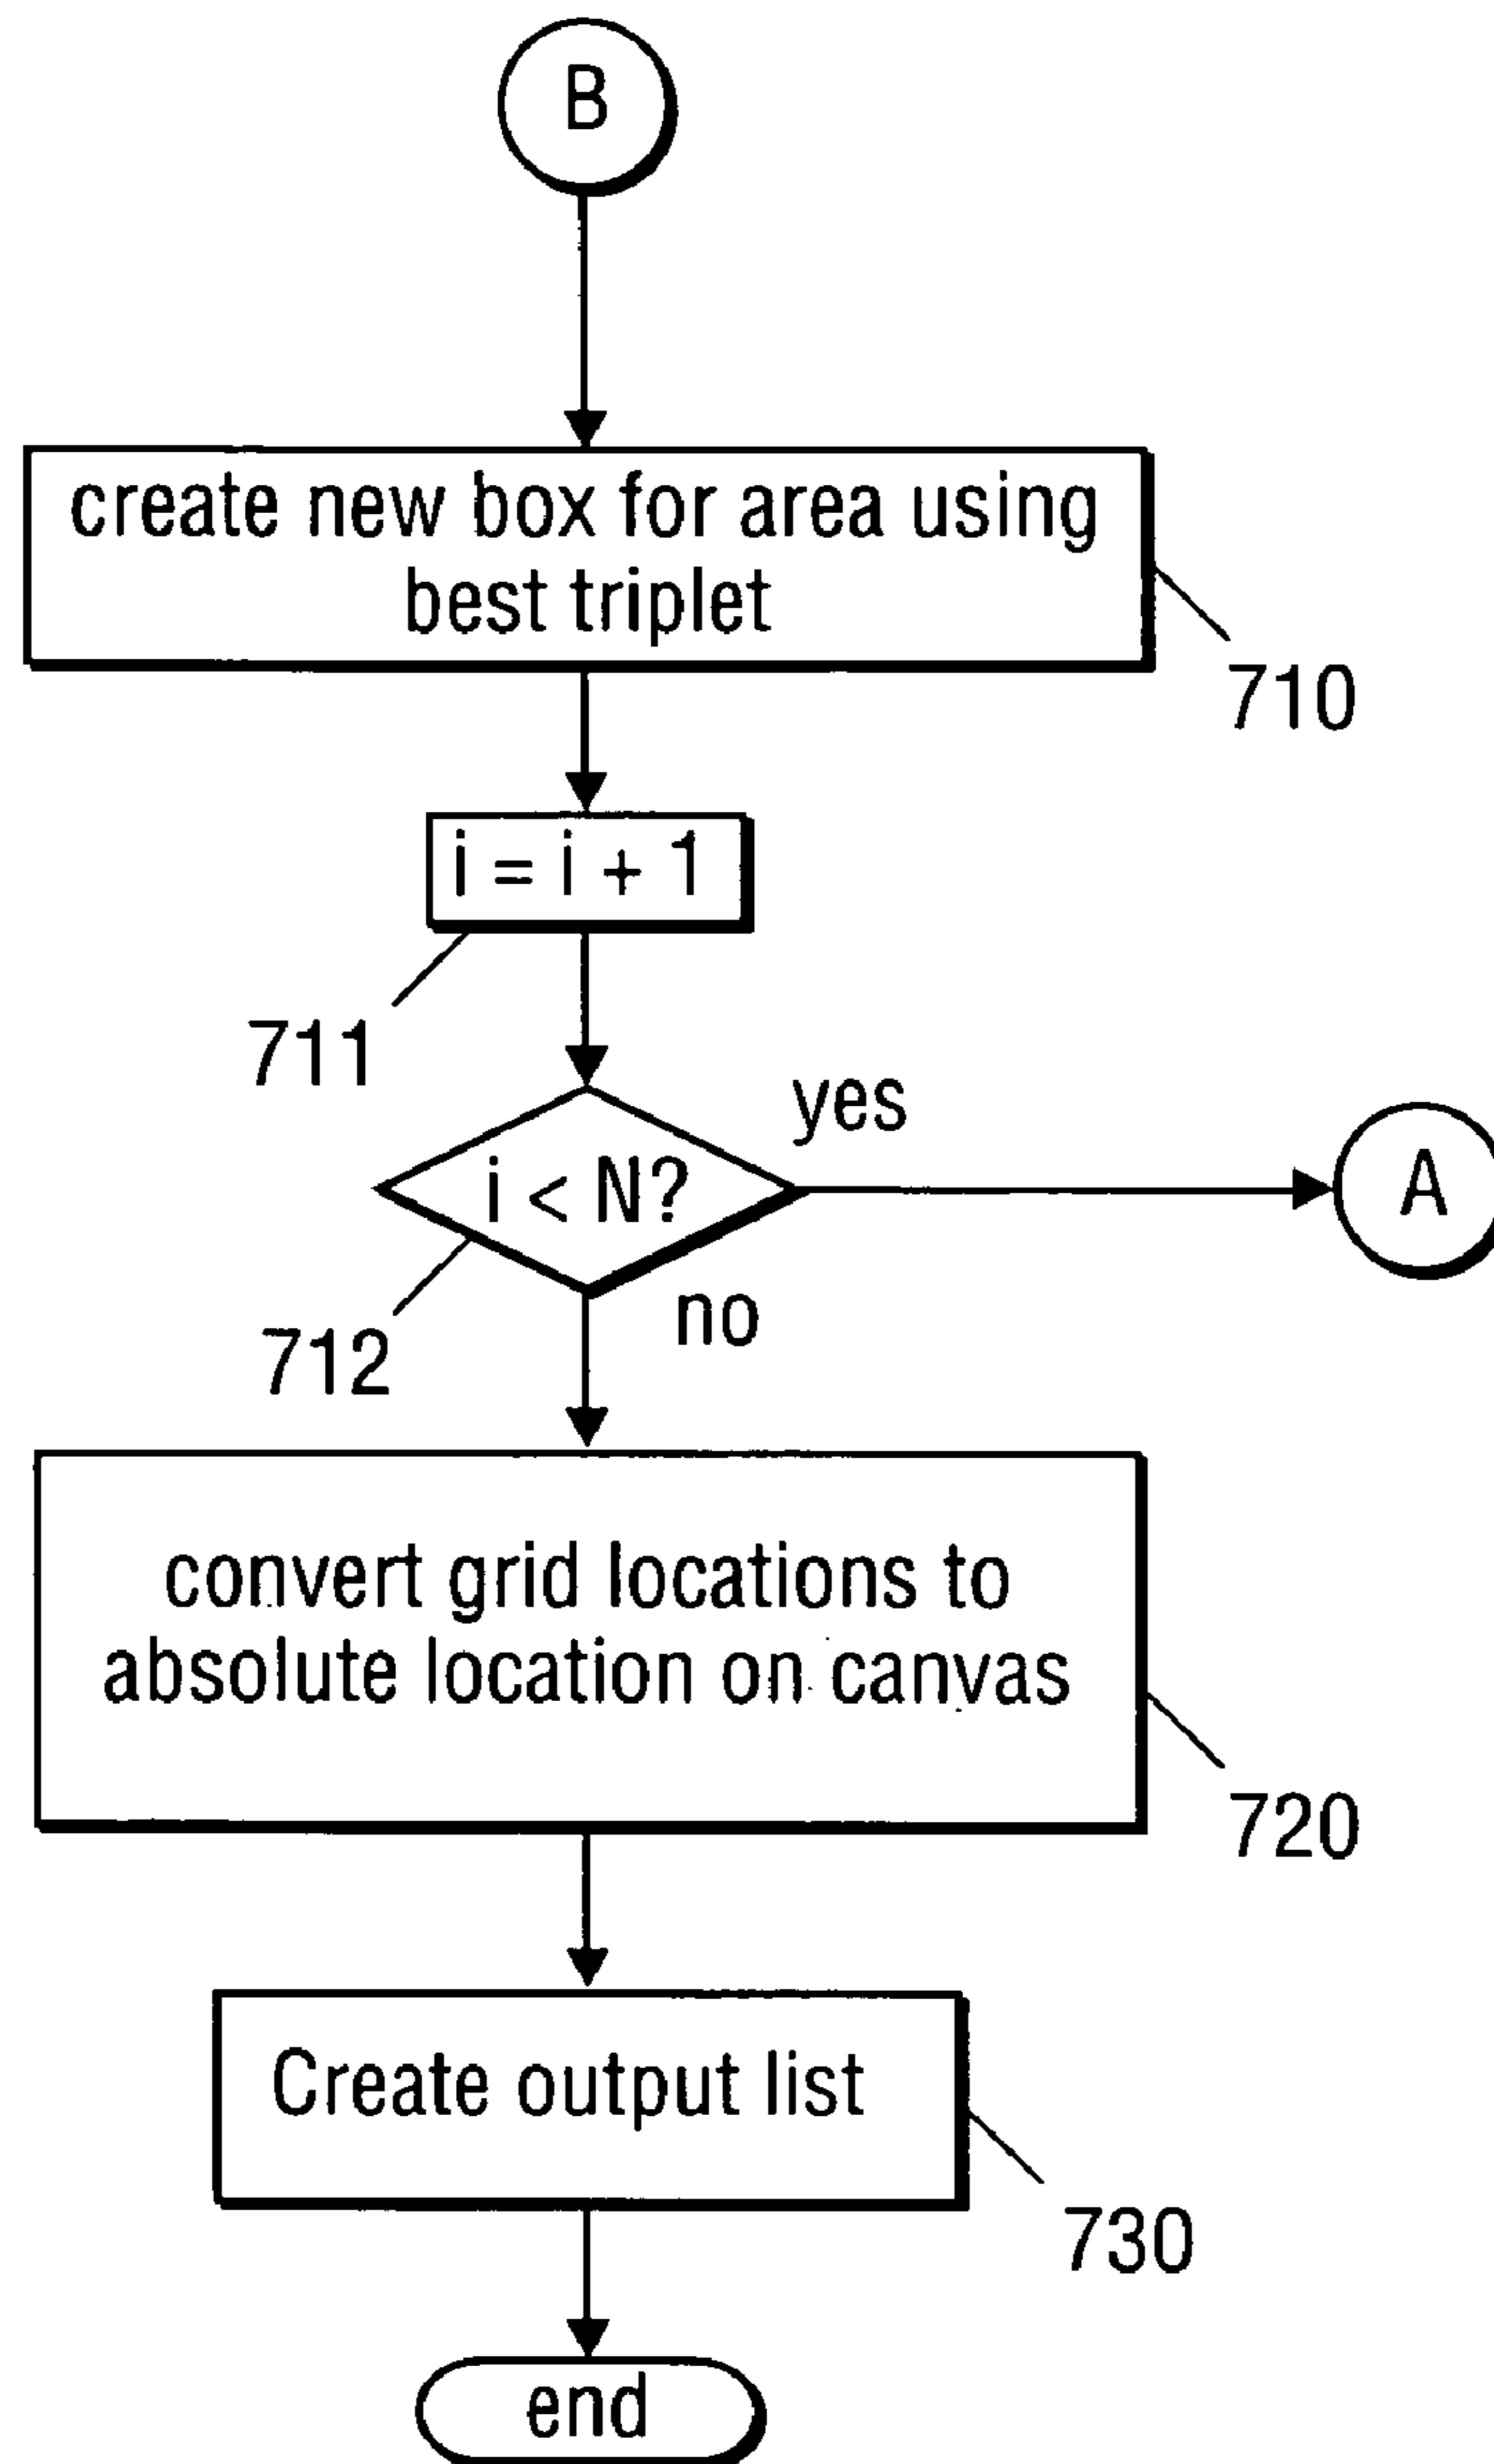 B
create new box for area using
best triplet
710
i = i + 1
711
yes
i < N?
A
no
712
convert grid locations to
absolute location on canvas
720
Create output list
730
end